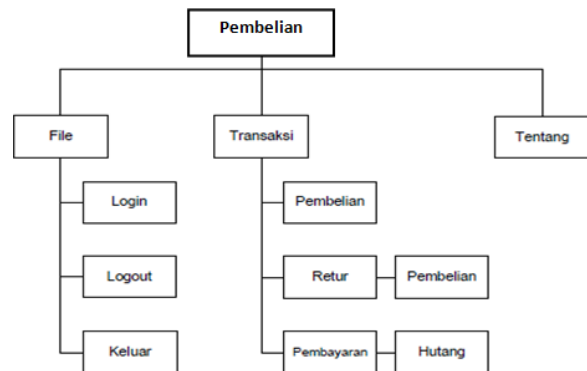 Pembelian
File
Transaksi
Tentang
Login
Pembelian
Logout
Retur
Pembelian
Keluar
Pembayaran
Hutang